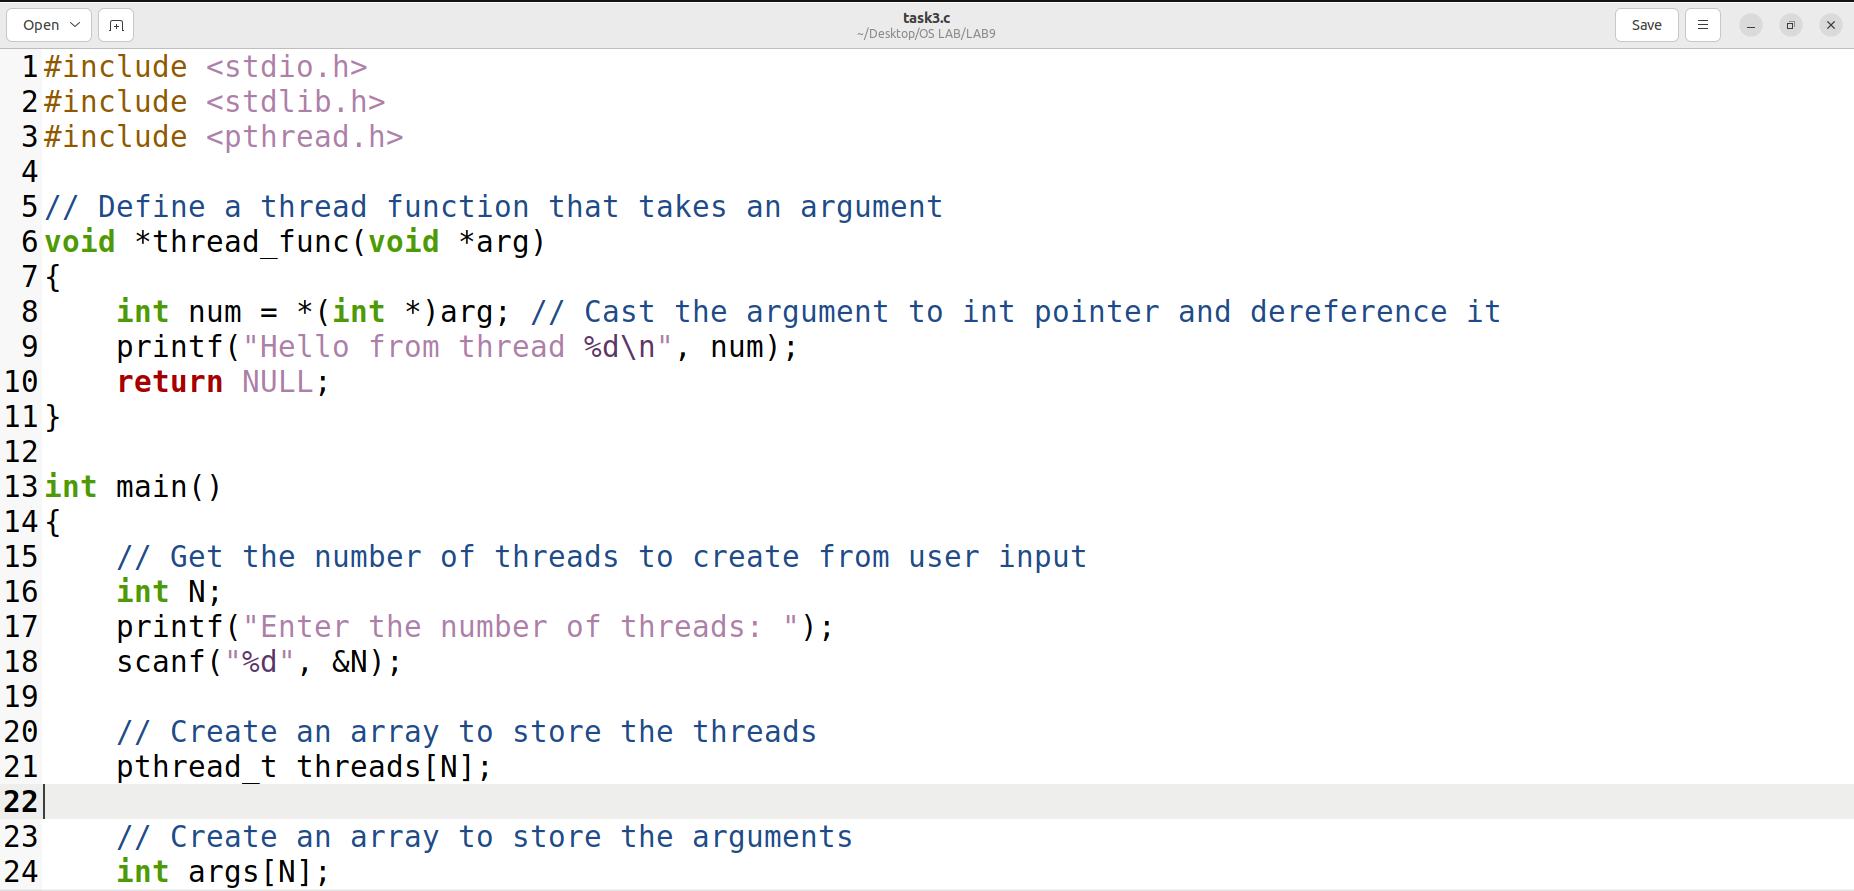 Open
task3.c
~/Desktop/OS LAB/LAB9
Save
1 #include <stdio.h>
2 #include <stdlib.h>
3 #include <pthread.h>
4
5 // Define a thread function that takes an argument
6 void *thread_func(void *arg)
7 {
8     int num = *(int *)arg; // Cast the argument to int pointer and dereference it
9     printf("Hello from thread %d\n", num);
10     return NULL;
11 }
12
13 int main()
14 {
15     // Get the number of threads to create from user input
16     int N;
17     printf("Enter the number of threads: ");
18     scanf("%d", &N);
19
20     // Create an array to store the threads
21     pthread_t threads[N];
22
23     // Create an array to store the arguments
24     int args[N];